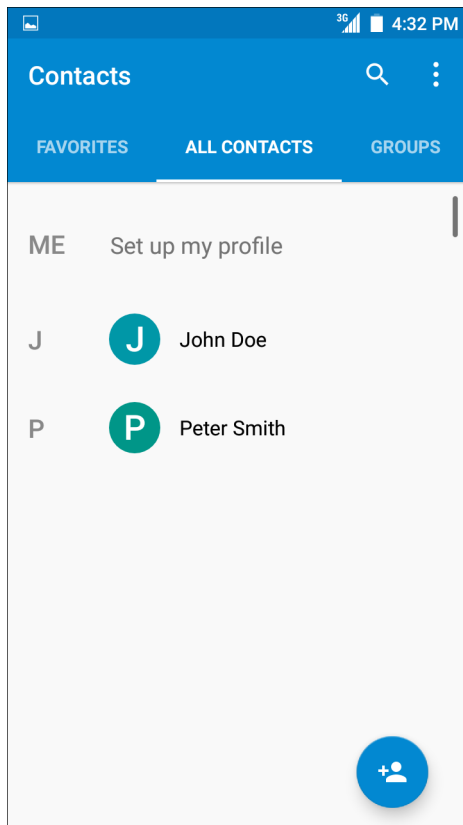 3G 4:32 PM
Contacts
FAVORITES ALL CONTACTS GROUPS
ME Set up my profile
J J John Doe
P P Peter Smith